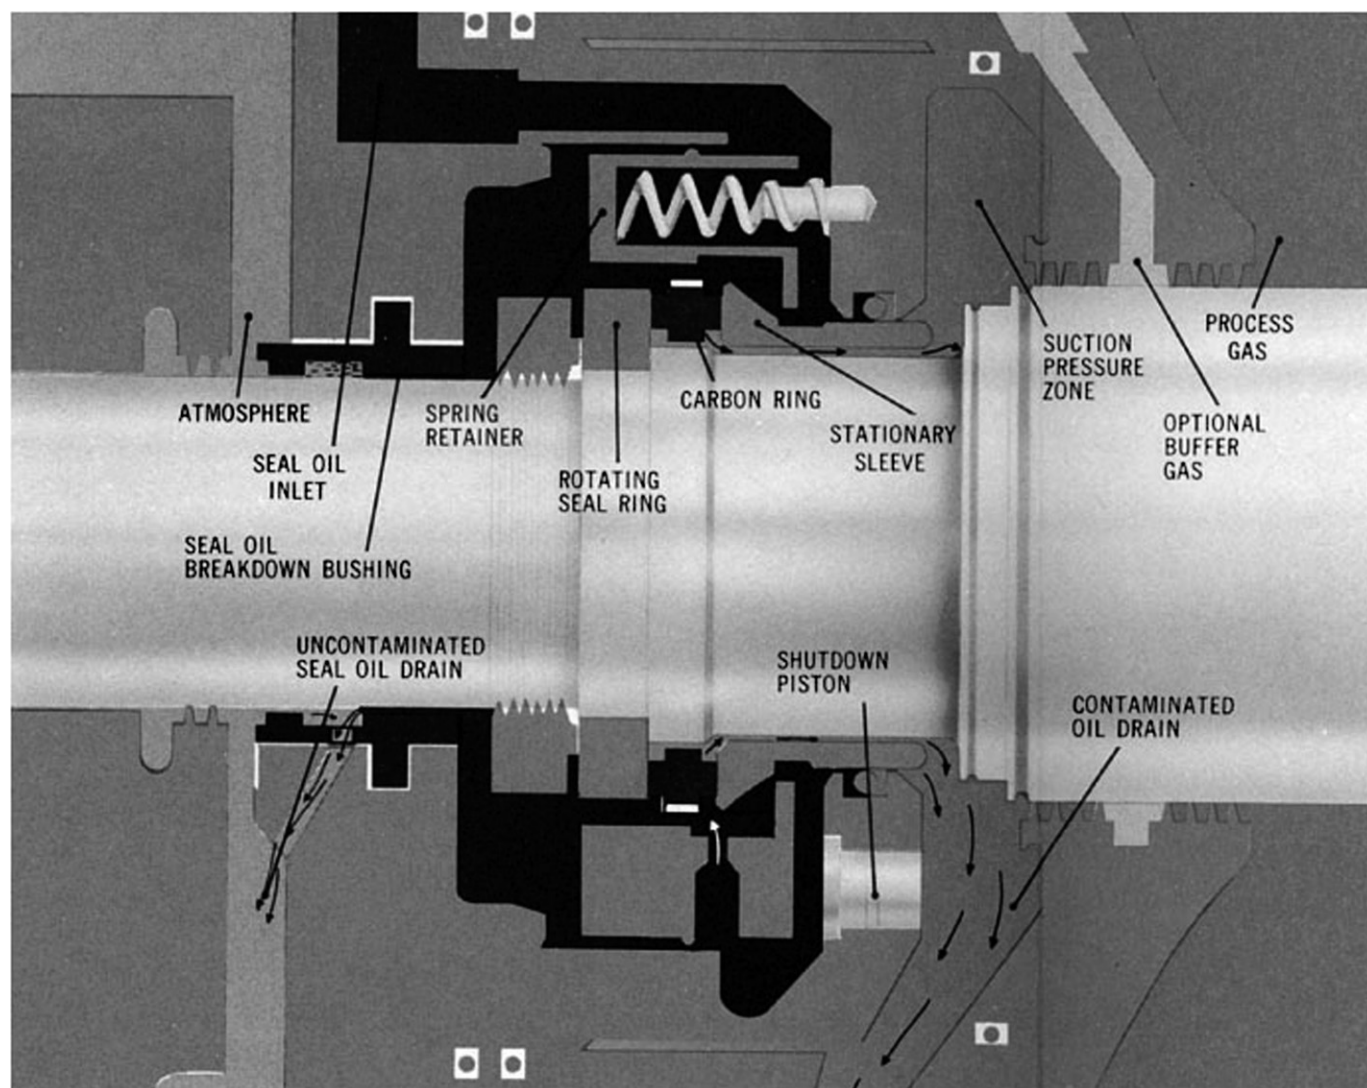 PROCESS
GAS
SUCTION
PRESSURE
ZONE
CARBON RING
ATMOSPHERE
SPRING
RETAINER
STATIONARY
SLEEVE
OPTIONAL
BUFFER
GAS
SEAL OIL
INLET
ROTATING
SEAL RING
SEAL OIL
BREAKDOWN BUSHING
UNCONTAMINATED
SEAL OIL DRAIN
SHUTDOWN
PISTON
CONTAMINATED
OIL DRAIN